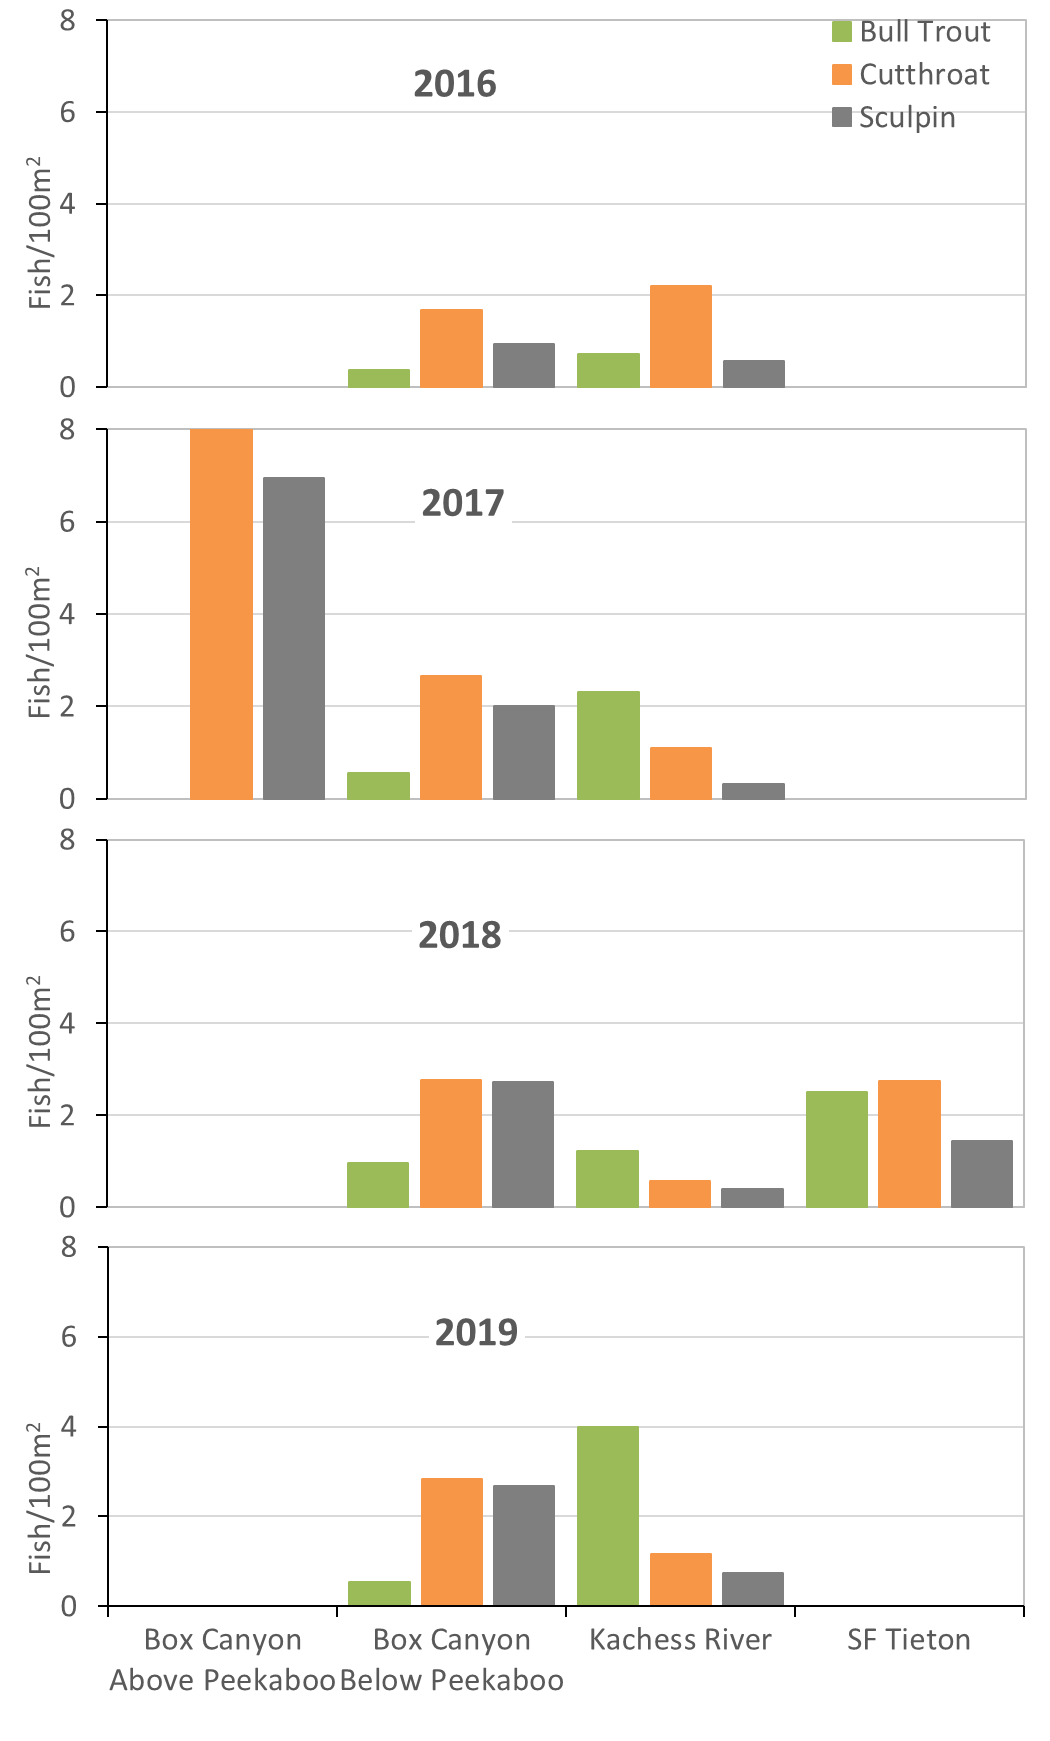 8
6
4
2
0
Fish/100m²
2016
Bull Trout
Cutthroat
Sculpin
8
6
4
2
0
Fish/100m²
2017
8
6
4
2
0
Fish/100m²
2018
8
6
4
2
0
Fish/100m²
2019
Box Canyon
Above Peekaboo
Box Canyon
Below Peekaboo
Kachess River
SF Tieton